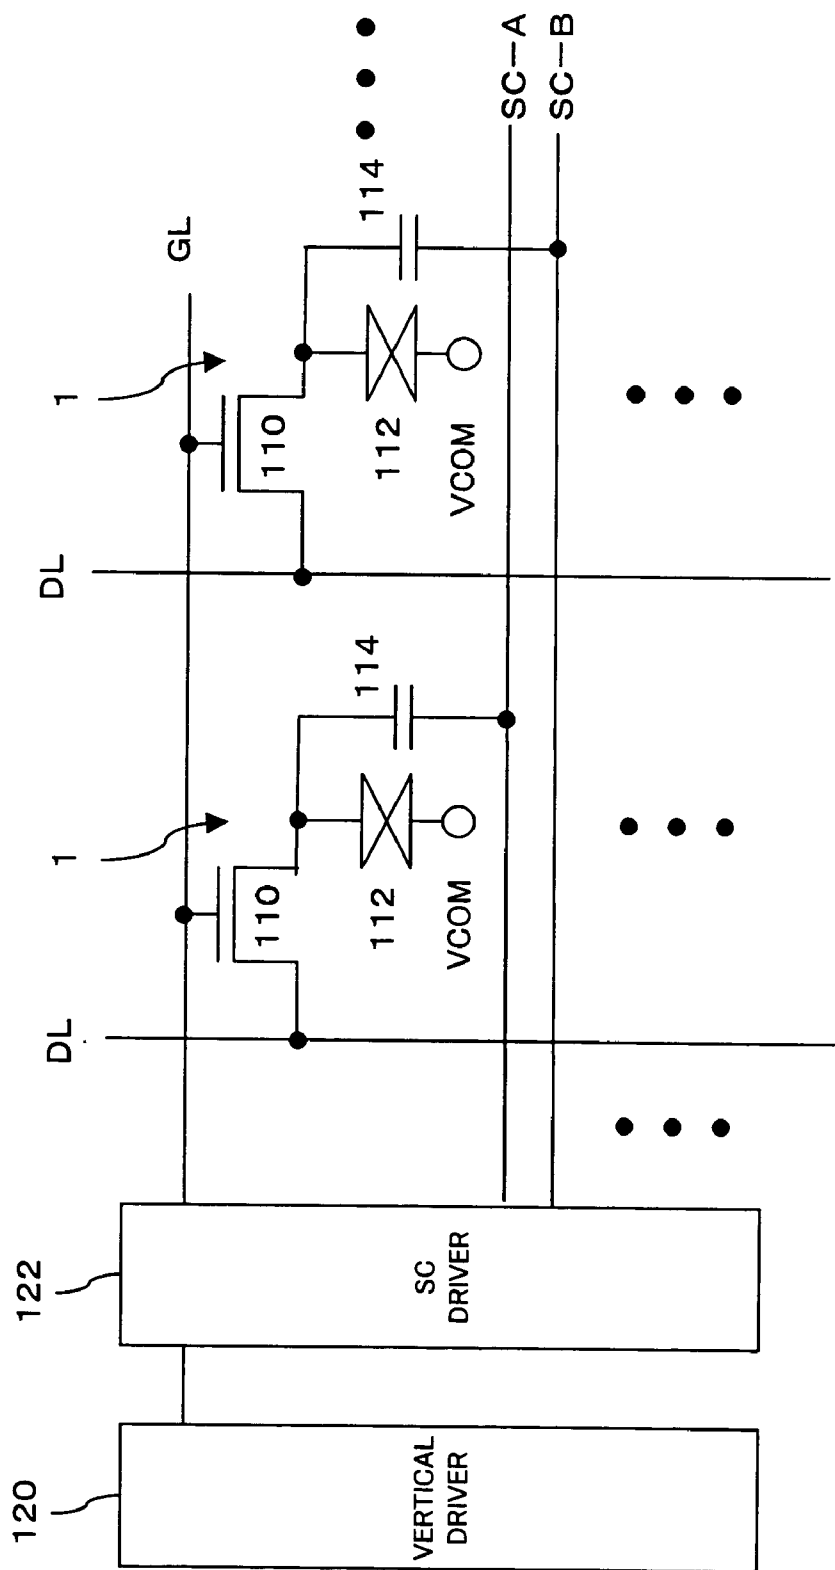 120
122
DL
1
DL
1
GL
110
110
112
114
112
114
VERTICAL
DRIVER
SC
DRIVER
VCOM
VCOM
SC-A
SC-B